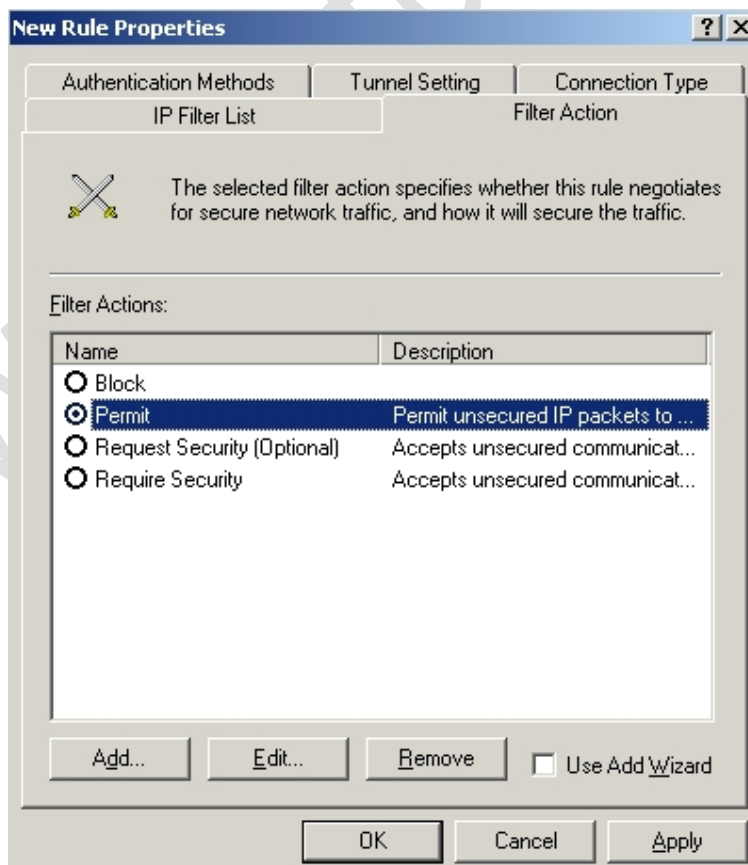 New Rule Properties
Authentication Methods Tunnel Setting Connection Type
IP Filter List Filter Action
The selected filter action specifies whether this rule negotiates
for secure network traffic, and how it will secure the traffic.
Filter Actions:
Name Description
Block
Permit Permit unsecured IP packets to ...
Request Security (Optional) Accepts unsecured communicat...
Require Security Accepts unsecured communicat...
Add... Edit... Remove Use Add Wizard
OK Cancel Apply